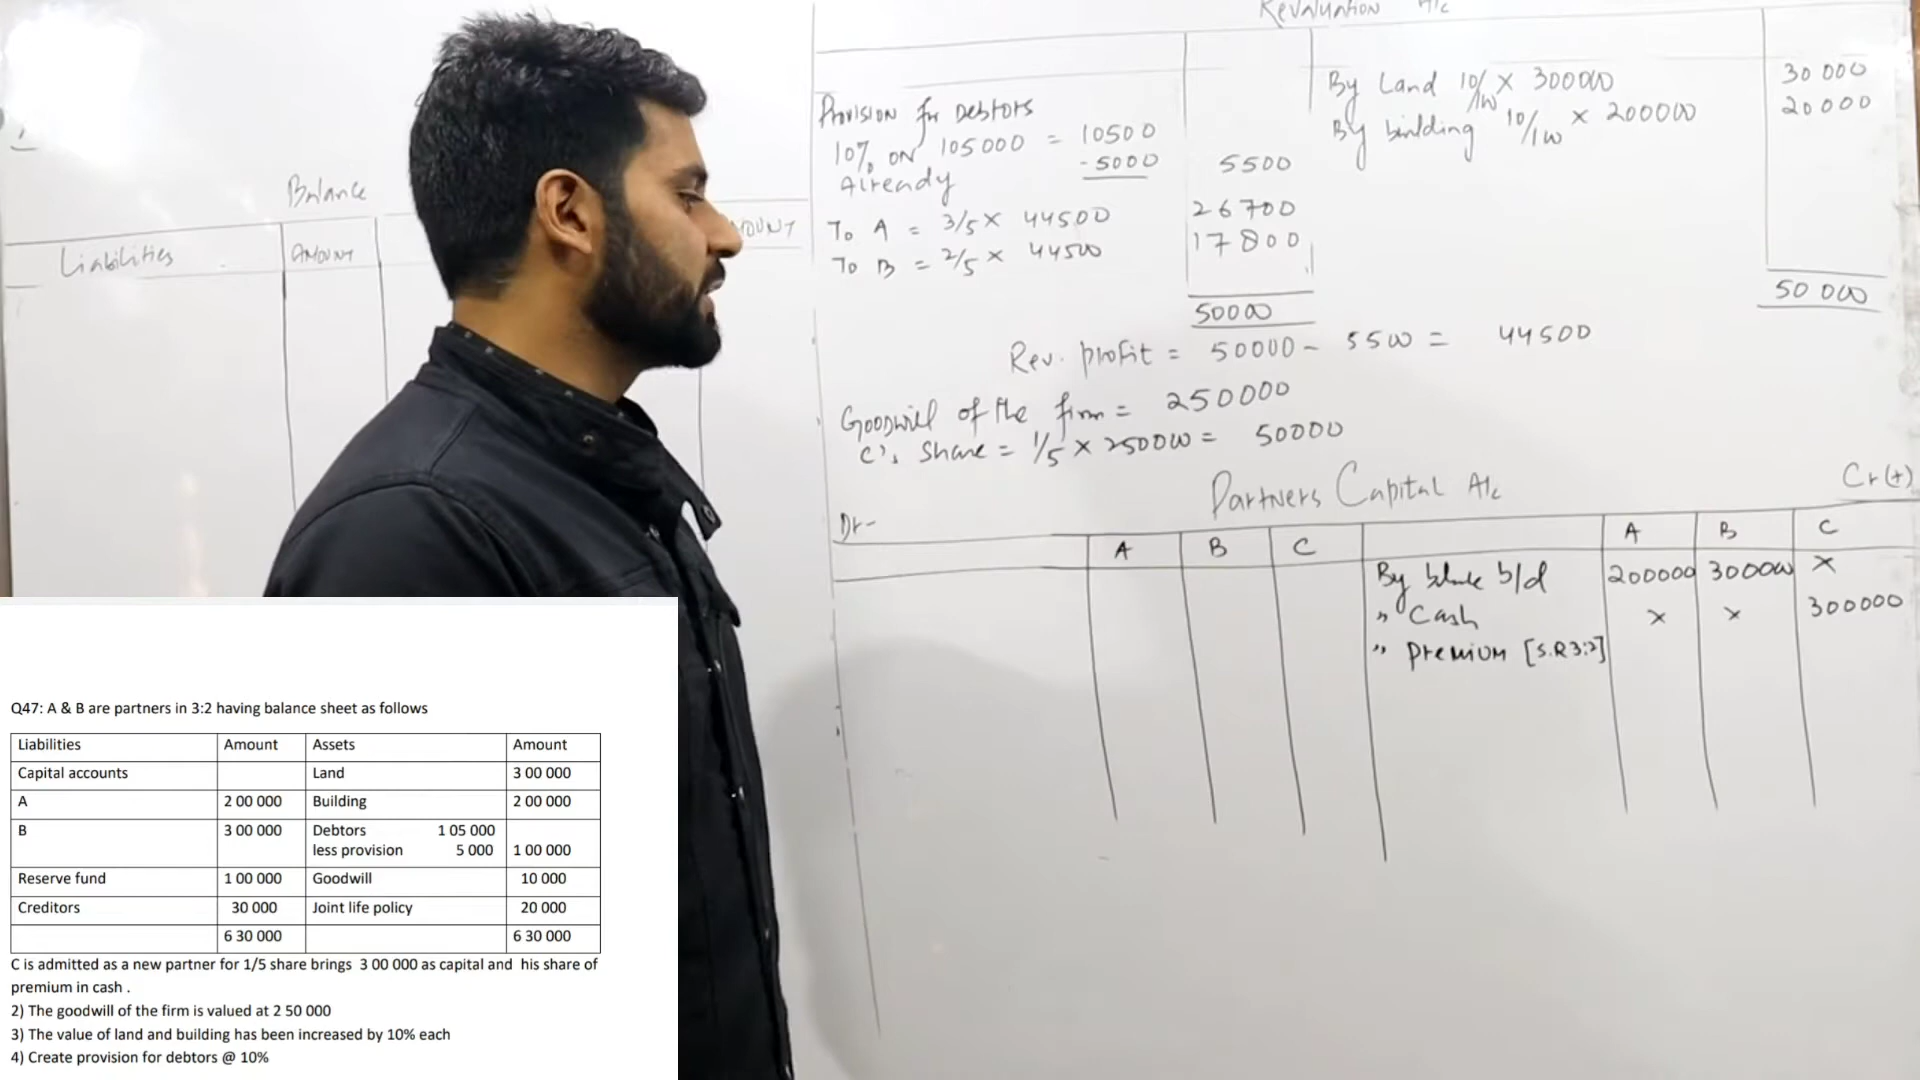 Revaluation A/c
Provision for Debtors
10% ON 105000 = 10500
Already - 5000 5500
To A = 3/5 × 44500 26700
To B = 2/5 × 44500 17800
50000
By Land 10/100 × 300000 30 000
By building 10/100 × 200000 20000
50 000
Rev. profit = 50000 - 5500 = 44500
Goodwill of the firm = 250000
C's Share = 1/5 × 250000 = 50000
Partners Capital A/c
Dr- Cr(+)
A B C A B C
By blnce b/d 200000 300000 ×
" Cash × × 300000
" Premium [S.R 3:2]
Balance
Liabilities AMOUNT
Q47: A & B are partners in 3:2 having balance sheet as follows
Liabilities Amount Assets Amount
Capital accounts Land 3 00 000
A 2 00 000 Building 2 00 000
B 3 00 000 Debtors 1 05 000
less provision 5 000 1 00 000
Reserve fund 1 00 000 Goodwill 10 000
Creditors 30 000 Joint life policy 20 000
6 30 000 6 30 000
C is admitted as a new partner for 1/5 share brings 3 00 000 as capital and his share of
premium in cash .
2) The goodwill of the firm is valued at 2 50 000
3) The value of land and building has been increased by 10% each
4) Create provision for debtors @ 10%